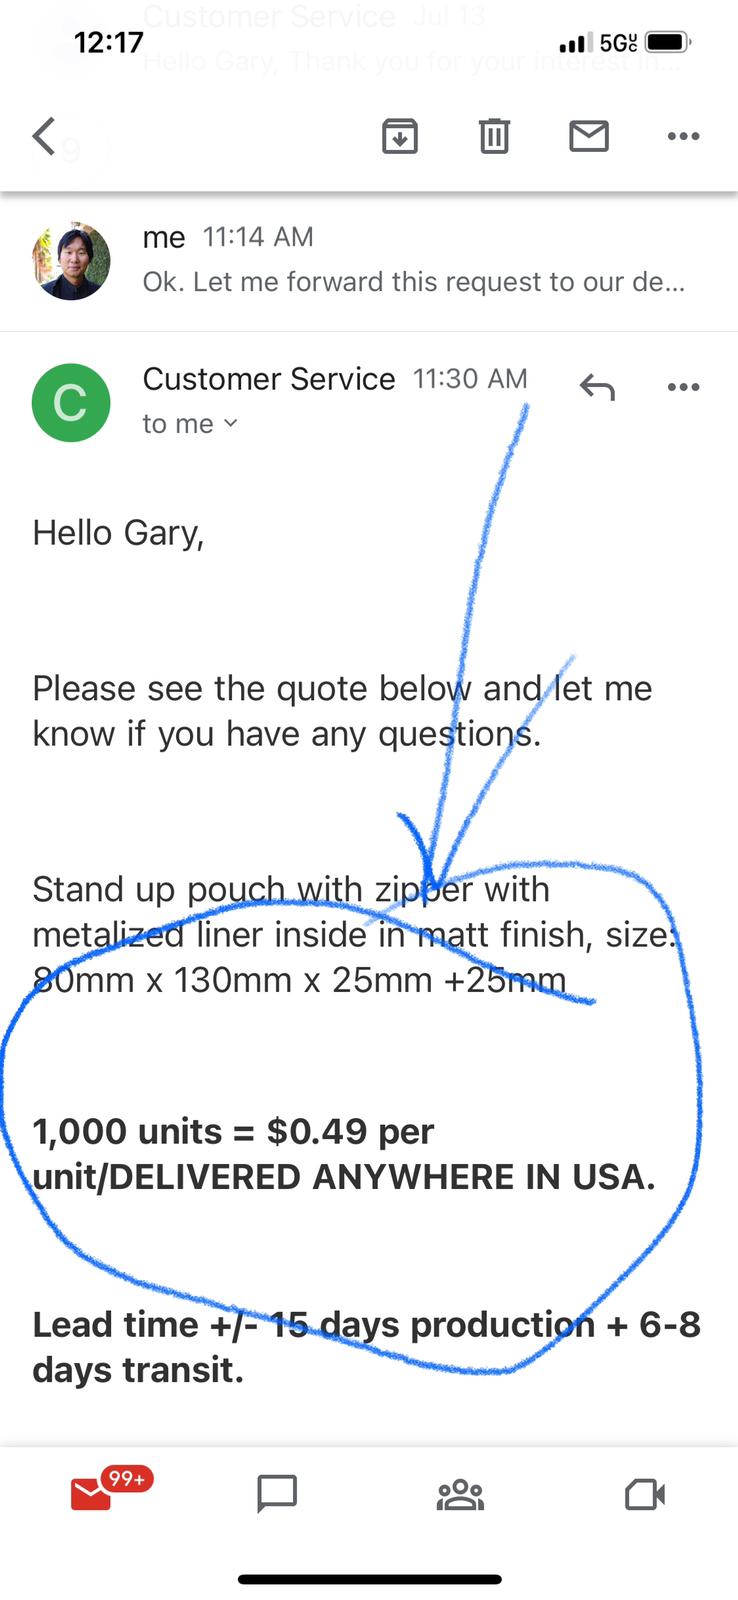 Customer Service Jul 13
12:17
5GUC
Hello Gary, Thank you for your interest in...
9
me 11:14 AM
Ok. Let me forward this request to our de...
C
Customer Service 11:30 AM
to me
Hello Gary,
Please see the quote below and let me
know if you have any questions.
Stand up pouch with zipper with
metalized liner inside in matt finish, size:
80mm x 130mm x 25mm +25mm
1,000 units = $0.49 per
unit/DELIVERED ANYWHERE IN USA.
Lead time +/- 15 days production + 6-8
days transit.
99+